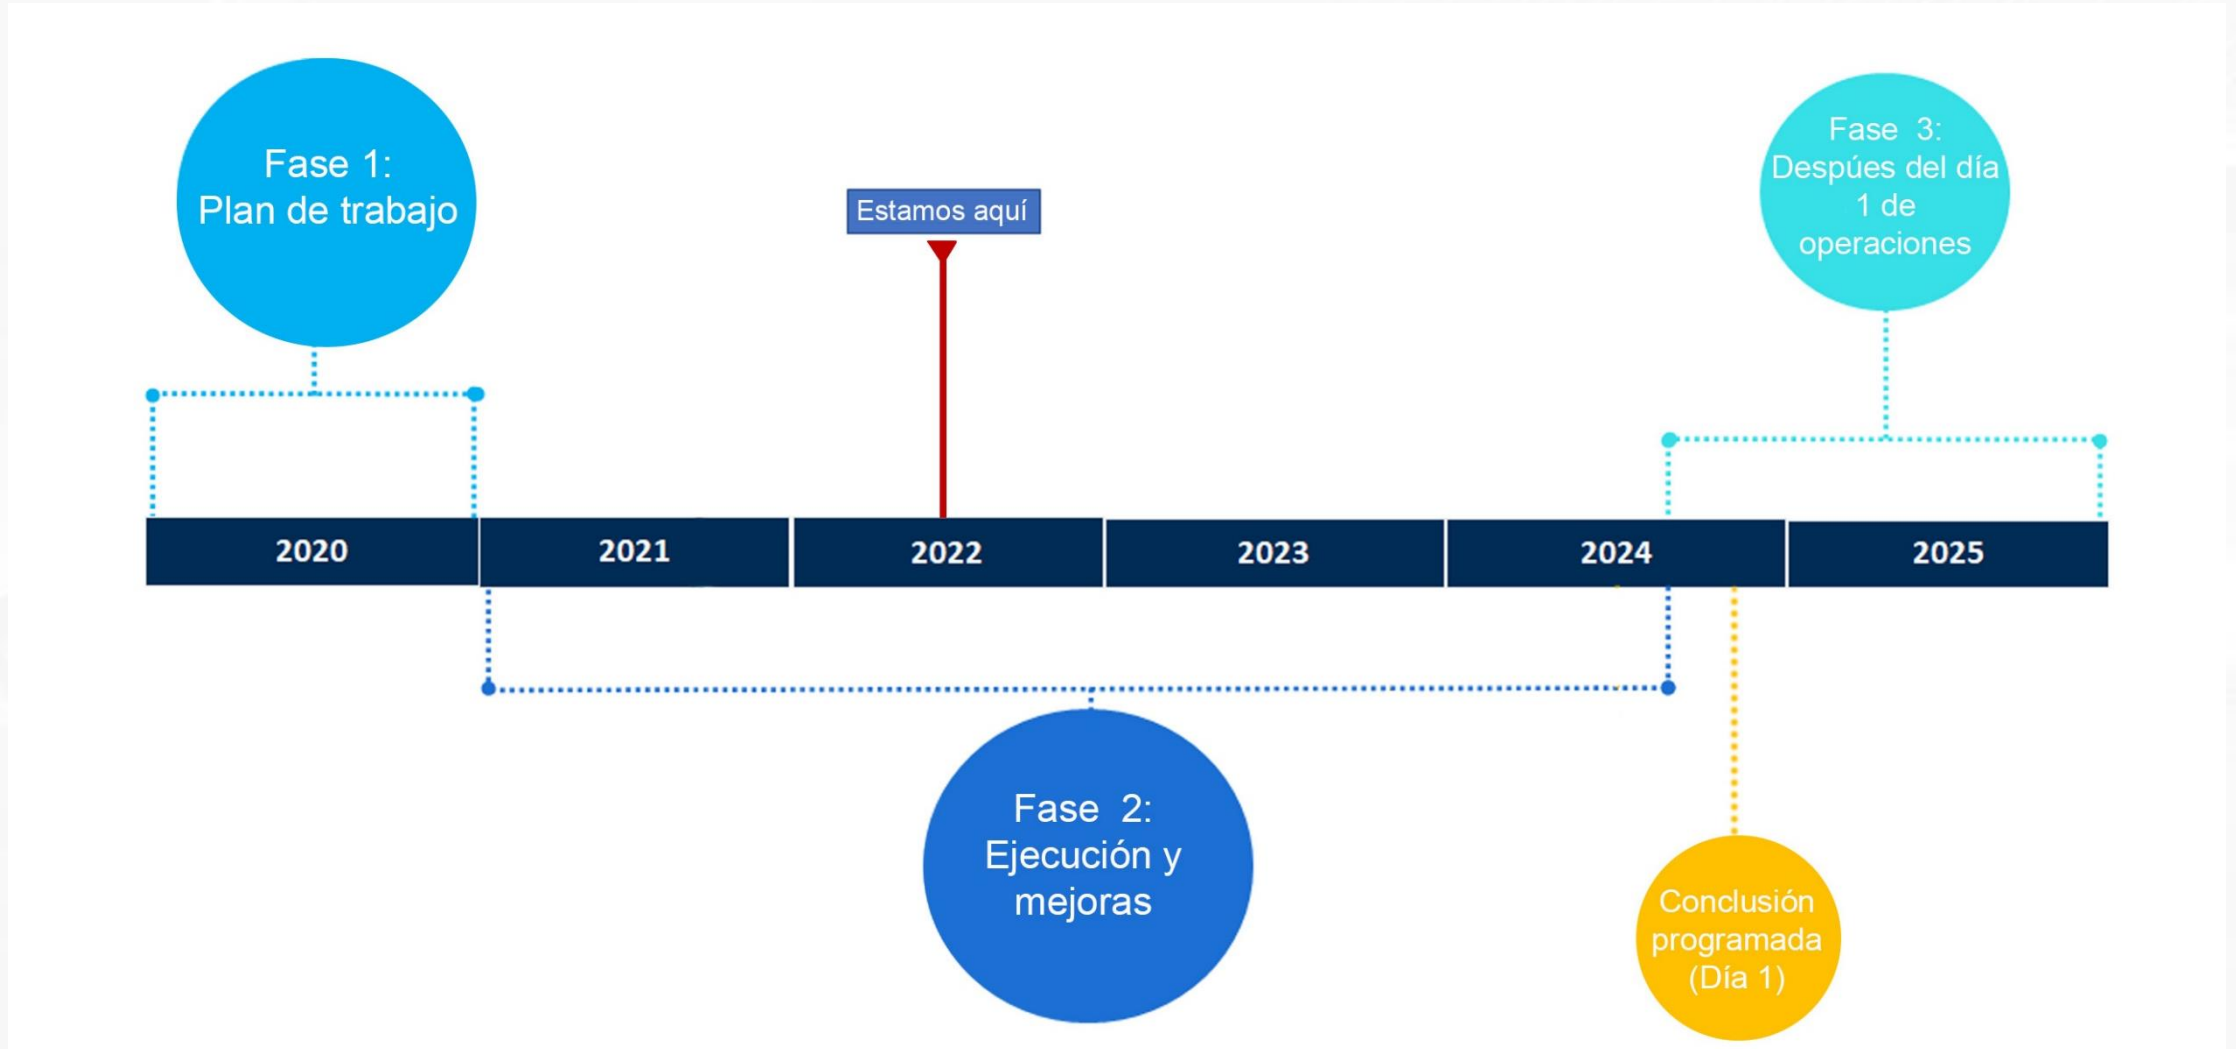 Fase 1:
Plan de trabajo
Estamos aquí
Fase 3:
Despúes del día
1 de
operaciones
2020
2021
2022
2023
2024
2025
Fase 2:
Ejecución y
mejoras
Conclusión
programada
(Día 1)